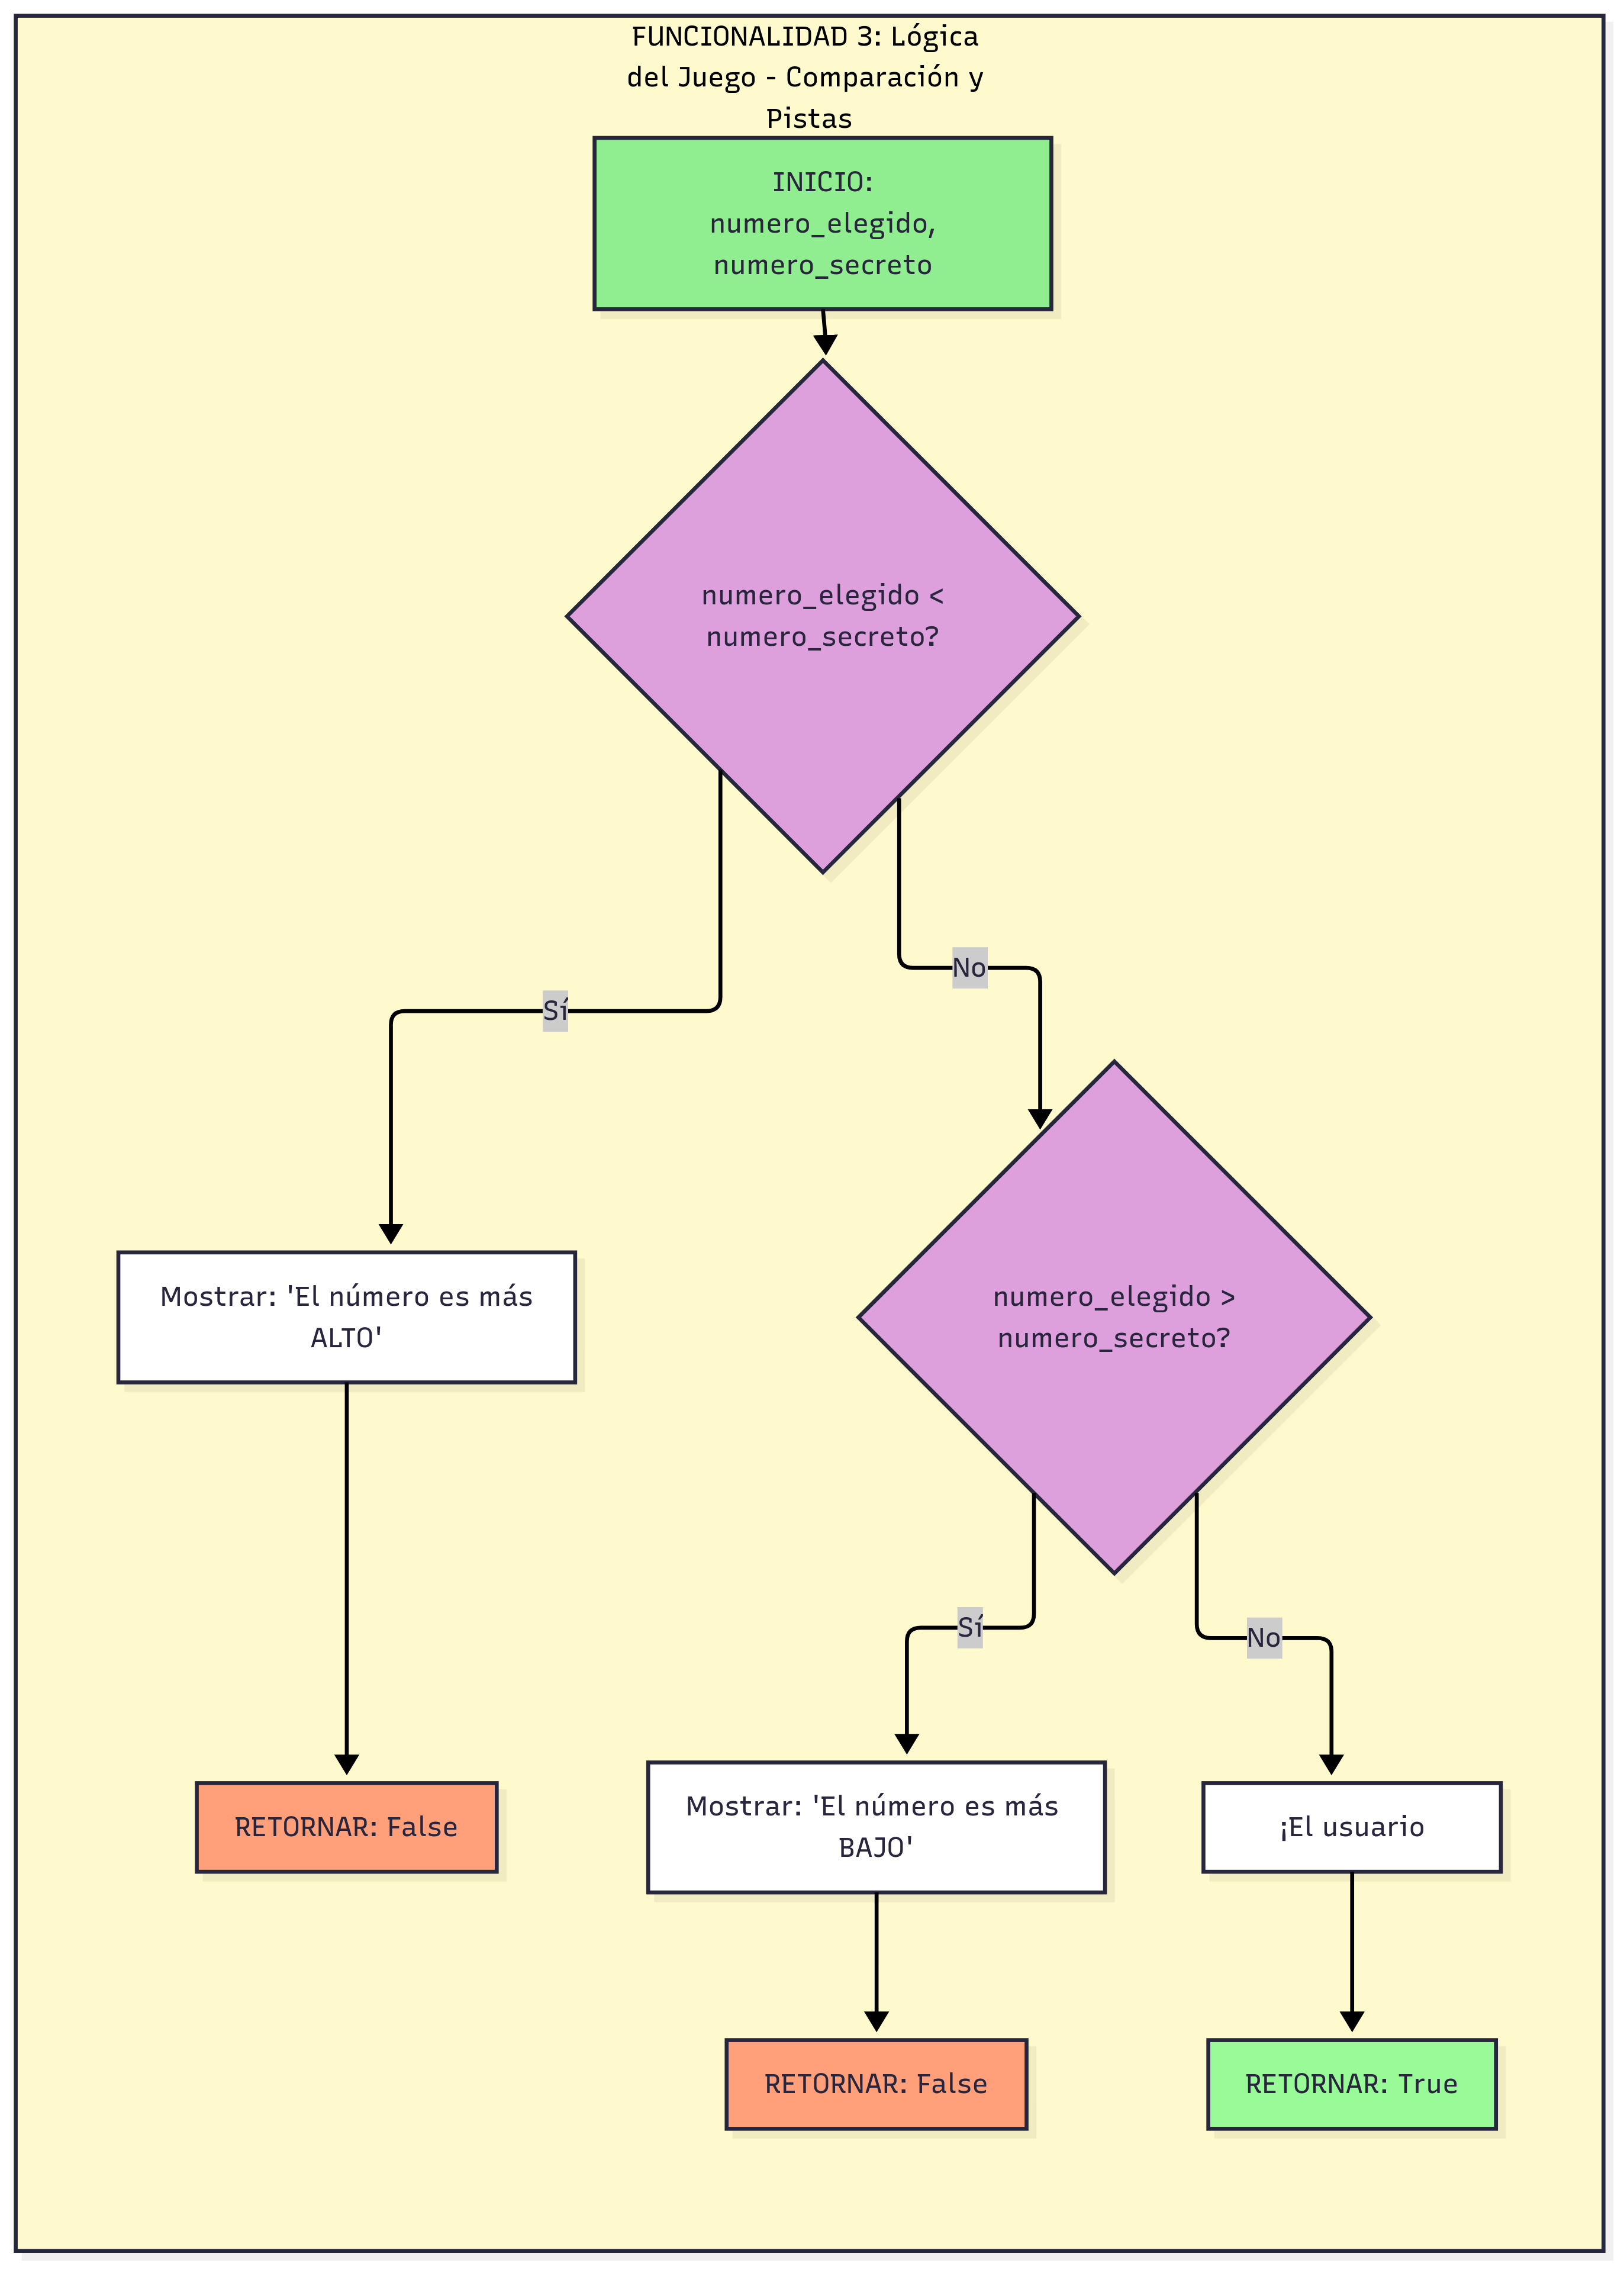 FUNCIONALIDAD 3: Lógica
del Juego - Comparación y
Pistas
INICIO:
numero_elegido,
numero_secreto
numero_elegido <
numero_secreto?
No
Sí
Mostrar: 'El número es más
ALTO'
numero_elegido >
numero_secreto?
Sí
No
Mostrar: 'El número es más
BAJO'
¡El usuario
RETORNAR: False
RETORNAR: False
RETORNAR: True